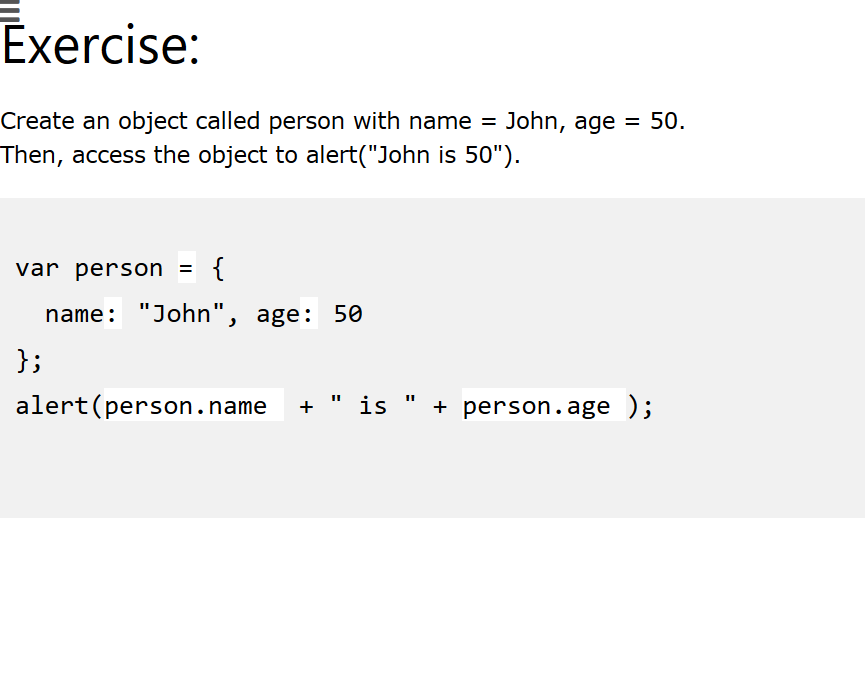 Exercise:
Create an object called person with name = John, age = 50.
Then, access the object to alert("John is 50").
var person = {
name: "John", age: 50
};
alert(person.name + " is " + person.age );